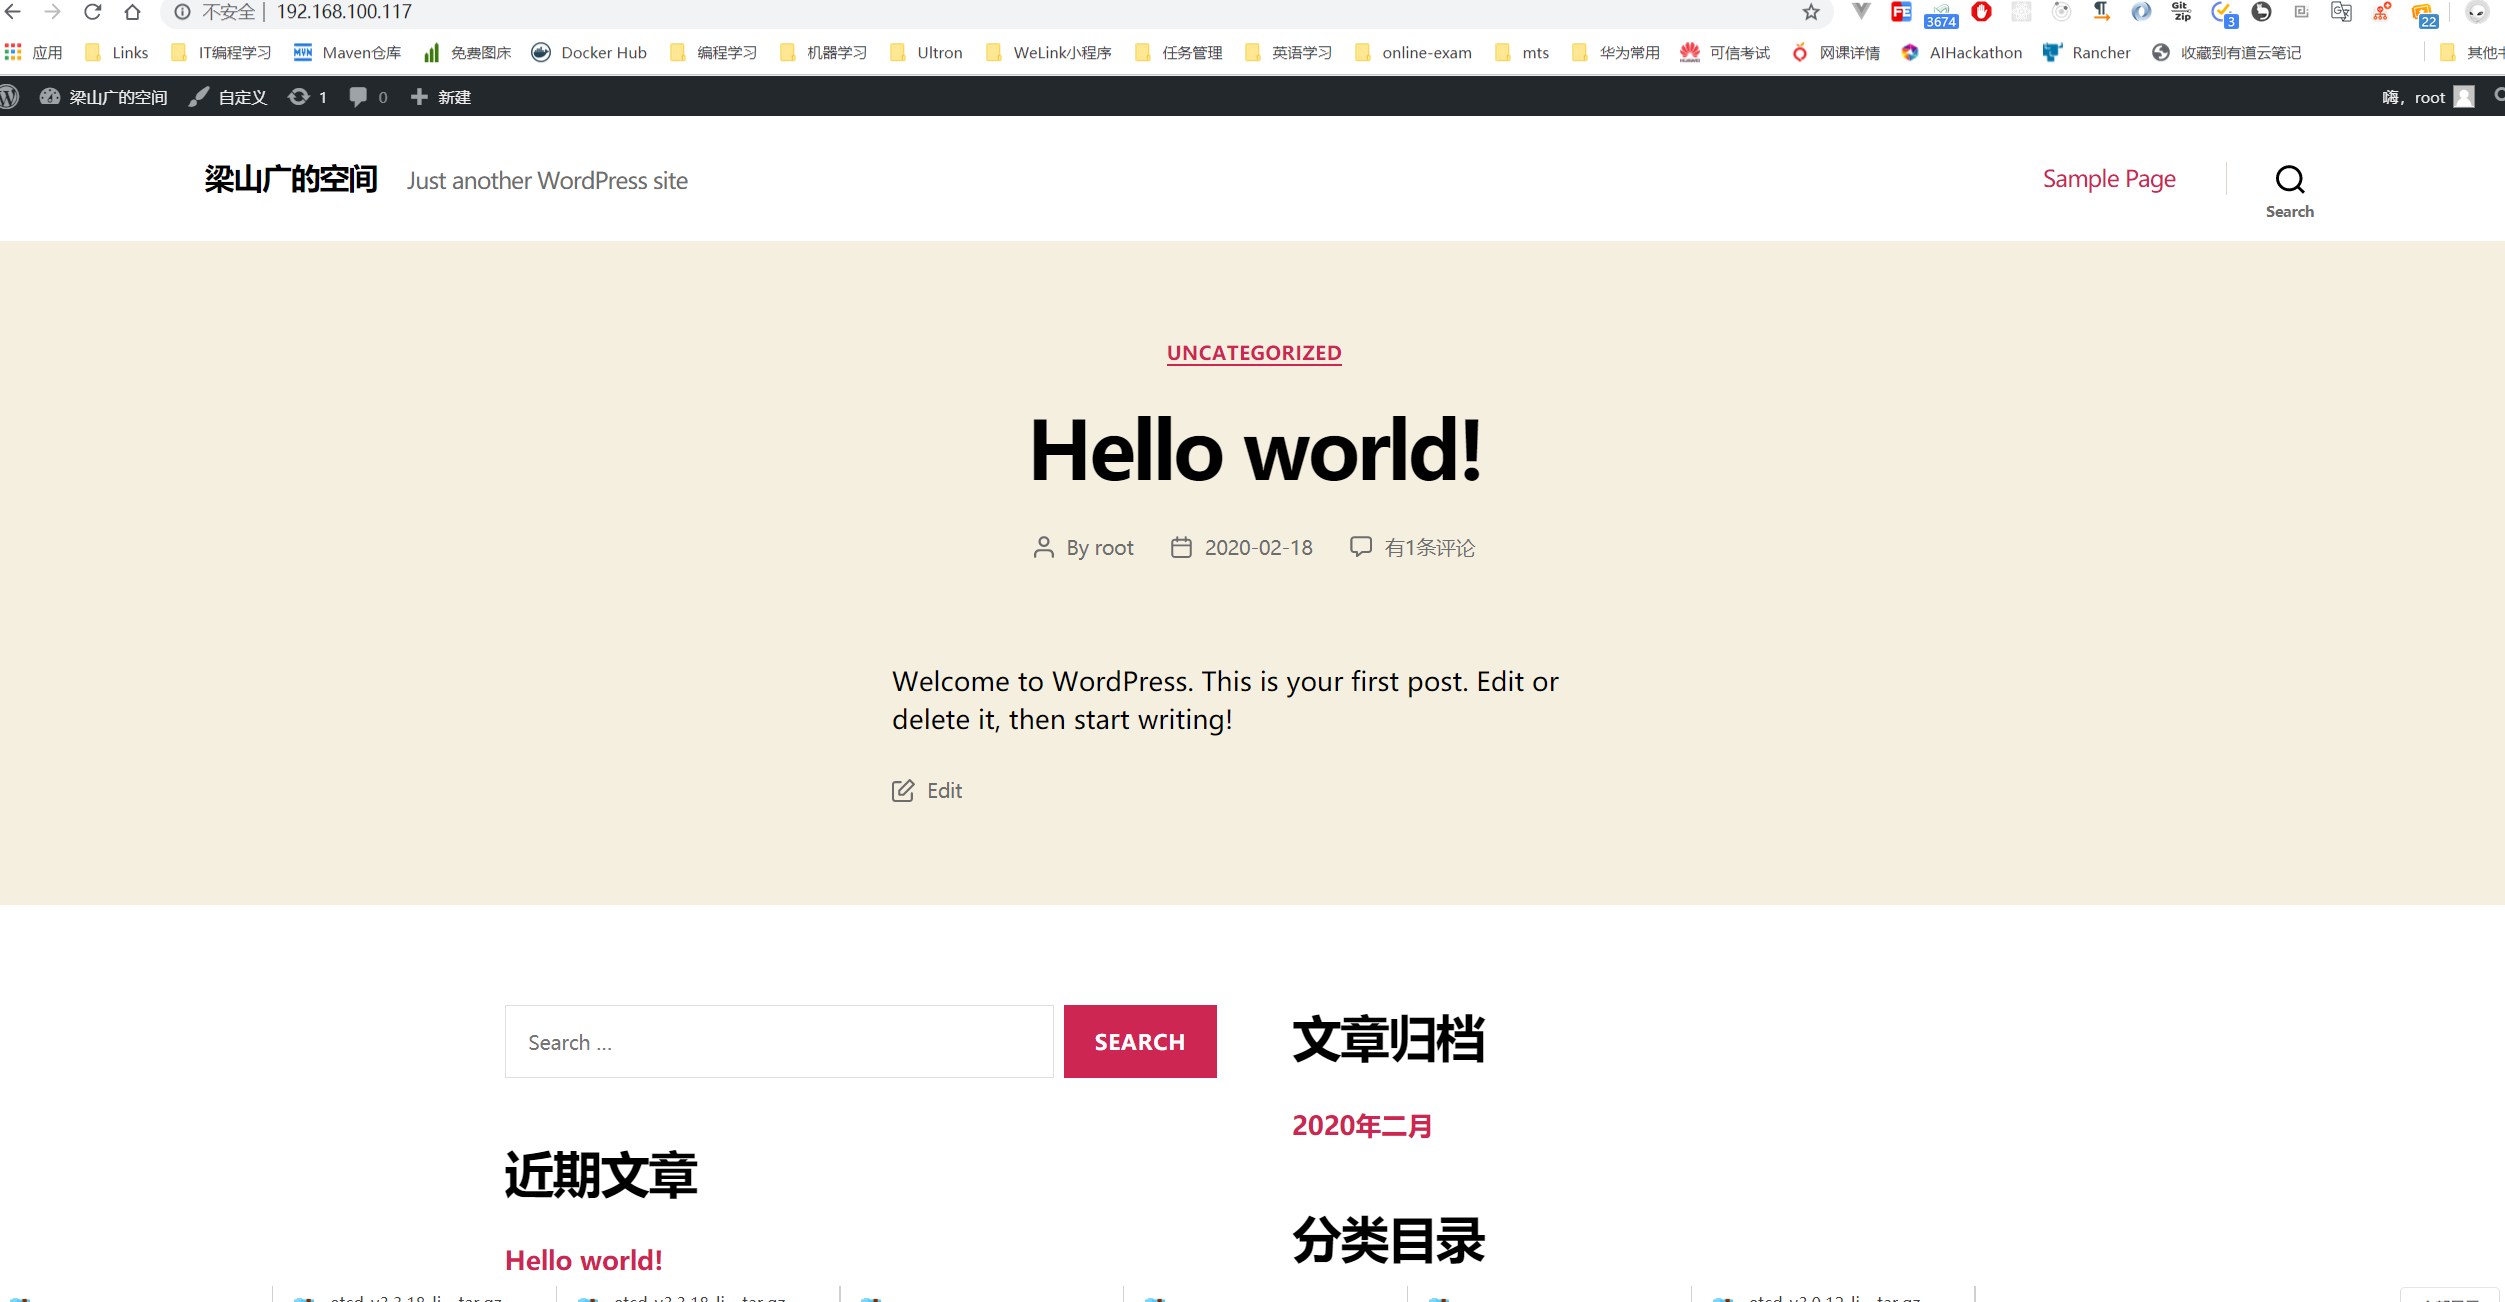 不安全 | 192.168.100.117
3674
Git Zip
3
22
应用 Links IT编程学习 Maven仓库 免费图床 Docker Hub 编程学习 机器学习 Ultron WeLink小程序 任务管理 英语学习 online-exam mts 华为常用 可信考试 网课详情 AIHackathon Rancher 收藏到有道云笔记 其他
梁山广的空间 自定义 1 0 新建 嗨，root
梁山广的空间 Just another WordPress site Sample Page
Search
UNCATEGORIZED
Hello world!
By root 2020-02-18 有1条评论
Welcome to WordPress. This is your first post. Edit or
delete it, then start writing!
Edit
Search … SEARCH
文章归档
2020年二月
近期文章
分类目录
Hello world!